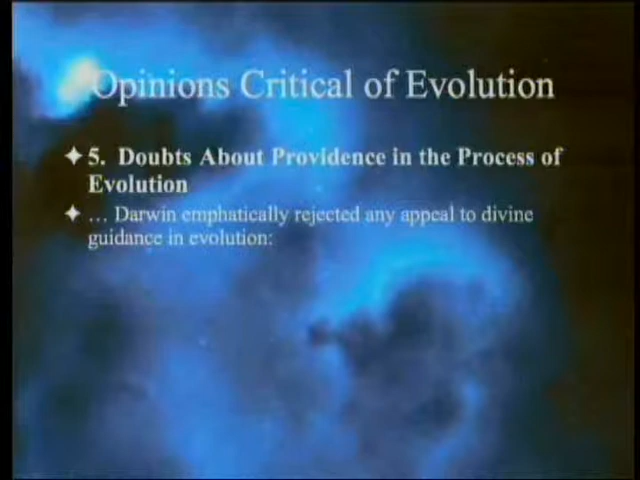 Opinions Critical of Evolution
5. Doubts About Providence in the Process of
Evolution
… Darwin emphatically rejected any appeal to divine
guidance in evolution: